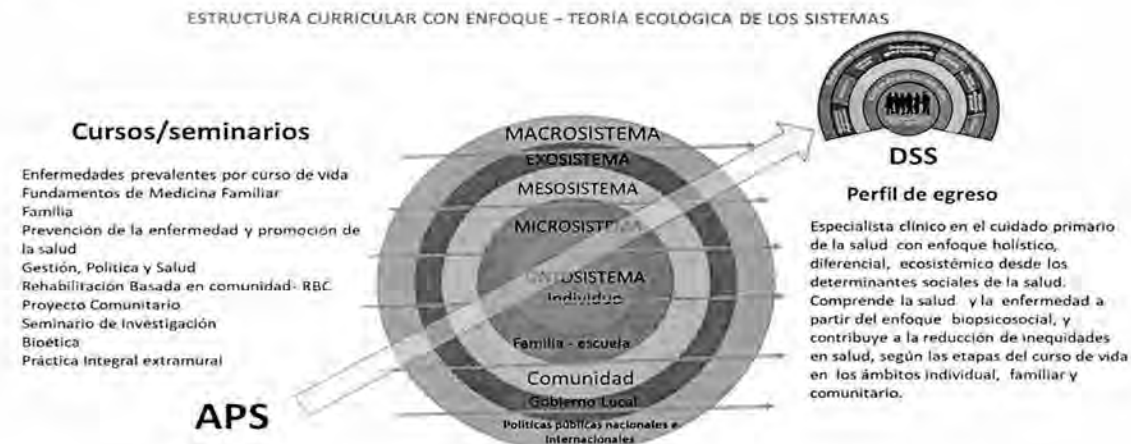 ESTRUCTURA CURRICULAR CON ENFOQUE – TEORÍA ECOLÓGICA DE LOS SISTEMAS
Cursos/seminarios
Enfermedades prevalentes por curso de vida
Fundamentos de Medicina Familiar
Familia
Prevención de la enfermedad y promoción de
la salud
Gestión, Politica y Salud
Rehabilitación Basada en comunidad- RBC
Proyecto Comunitario
Seminario de Investigación
Bioética
Práctica Integral extramural
APS
MACROSISTEMA
EXOSISTEMA
MESOSISTEMA
MICROSISTEMA
ONTOSISTEMA
Individuo
Familia - escuela
Comunidad
Gobierno Local
Políticas públicas nacionales e
Internacionales
DSS
Perfil de egreso
Especialista clínico en el cuidado primario
de la salud con enfoque holístico,
diferencial, ecosistémico desde los
determinantes sociales de la salud.
Comprende la salud y la enfermedad a
partir del enfoque biopsicosocial, y
contribuye a la reducción de inequidades
en salud, según las etapas del curso de vida
en los ámbitos individual, familiar y
comunitario.